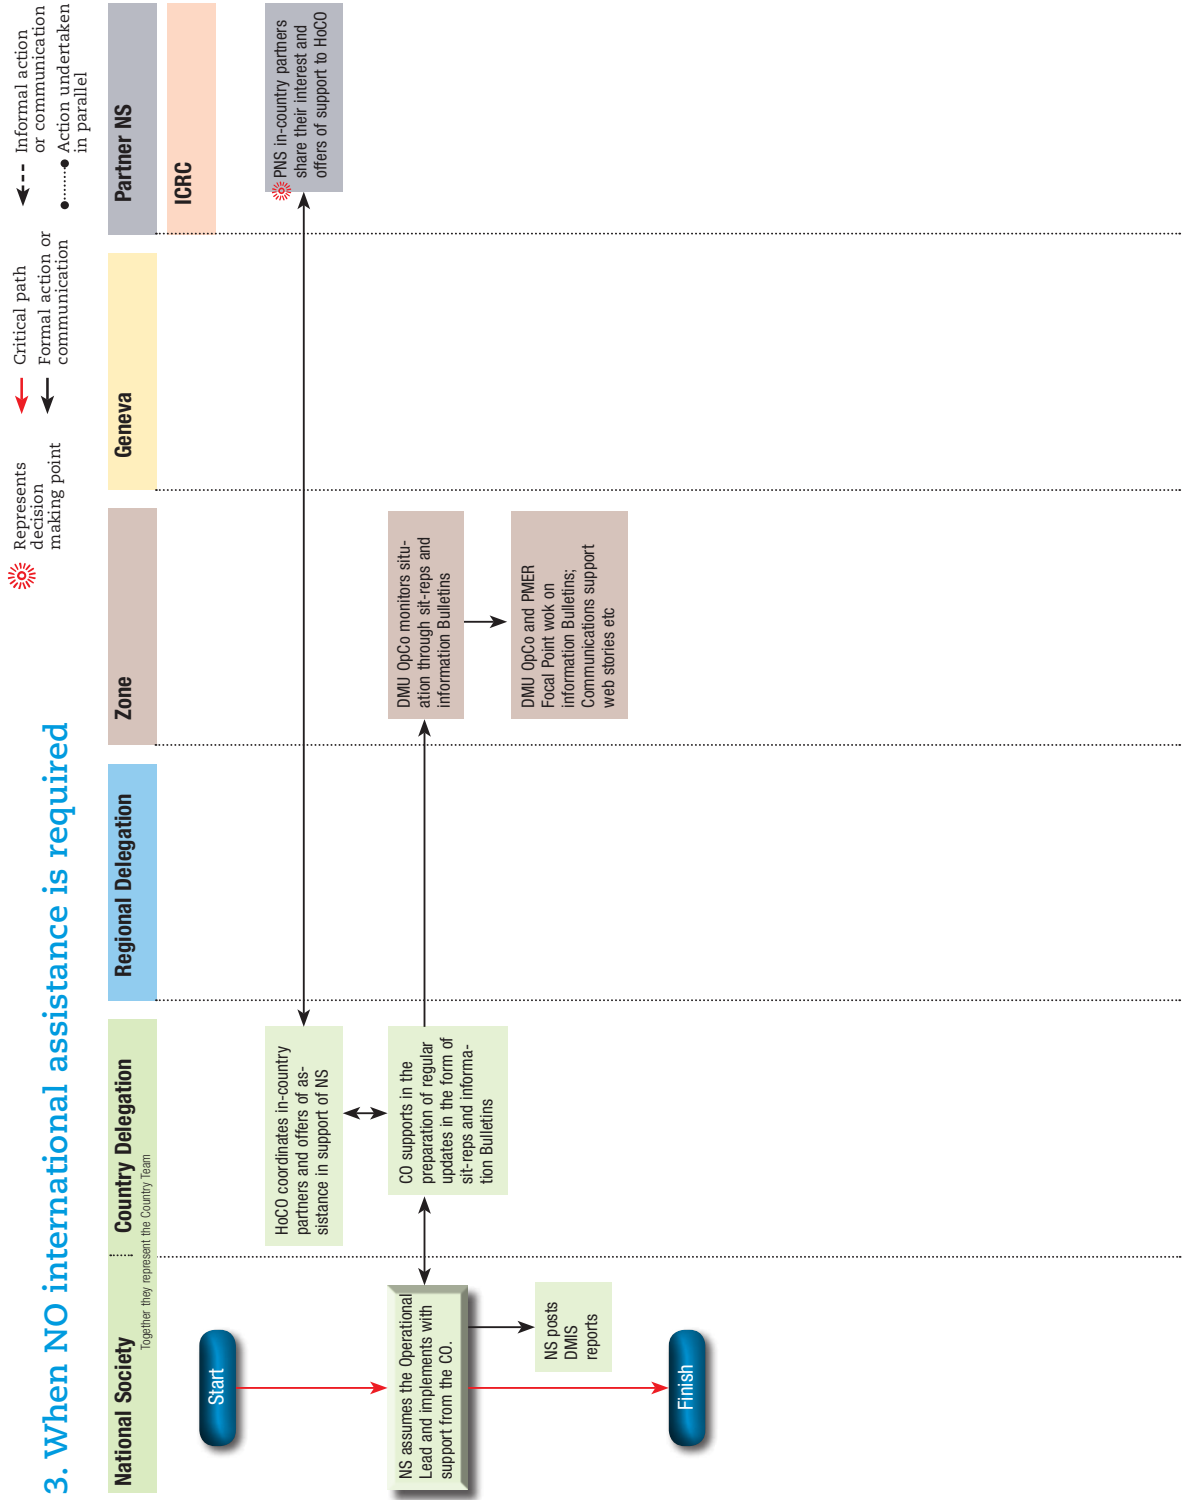 3. When NO international assistance is required
Represents
decision
making point
Critical path
Formal action or
communication
Informal action
or communication
Action undertaken
in parallel
National Society
Country Delegation
Together they represent the Country Team
Regional Delegation
Zone
Geneva
Partner NS
ICRC
Start
HoCO coordinates in-country
partners and offers of as-
sistance in support of NS
PNS in-country partners
share their interest and
offers of support to HoCO
NS assumes the Operational
Lead and implements with
support from the CO.
CO supports in the
preparation of regular
updates in the form of
sit-reps and informa-
tion Bulletins
DMU OpCo monitors situ-
ation through sit-reps and
information Bulletins
NS posts
DMIS
reports
DMU OpCo and PMER
Focal Point wok on
information Bulletins;
Communications support
web stories etc
Finish